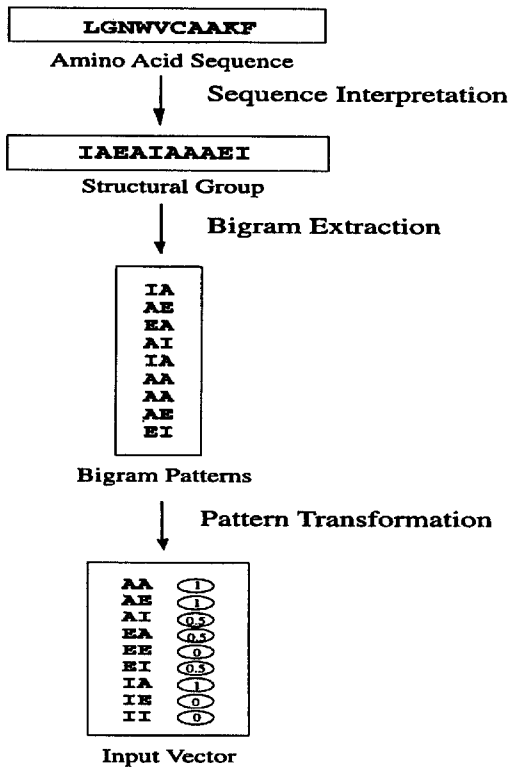 LGNWVCAAKF
Amino Acid Sequence
Sequence Interpretation
IAEAIAAAEI
Structural Group
Bigram Extraction
IA
AE
EA
AI
IA
AA
AA
AE
EI
Bigram Patterns
Pattern Transformation
AA 1
AE 1
AI 0.5
EA 0.5
EE 0
EI 0.5
IA 1
IE 0
II 0
Input Vector